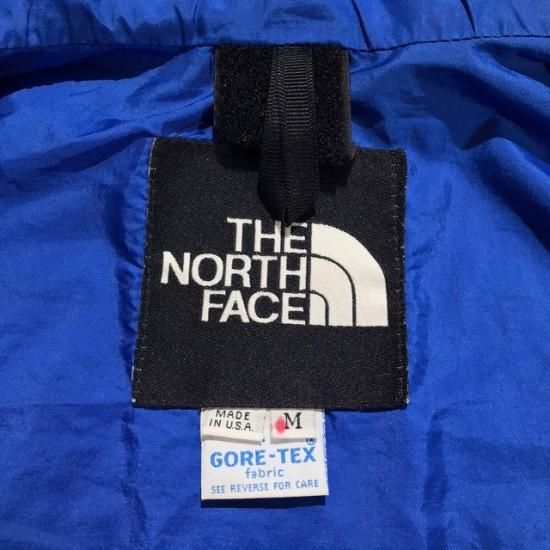 THE
NORTH
FACE
MADE
IN U.S.A.
M
GORE-TEX®
fabric
SEE REVERSE FOR CARE